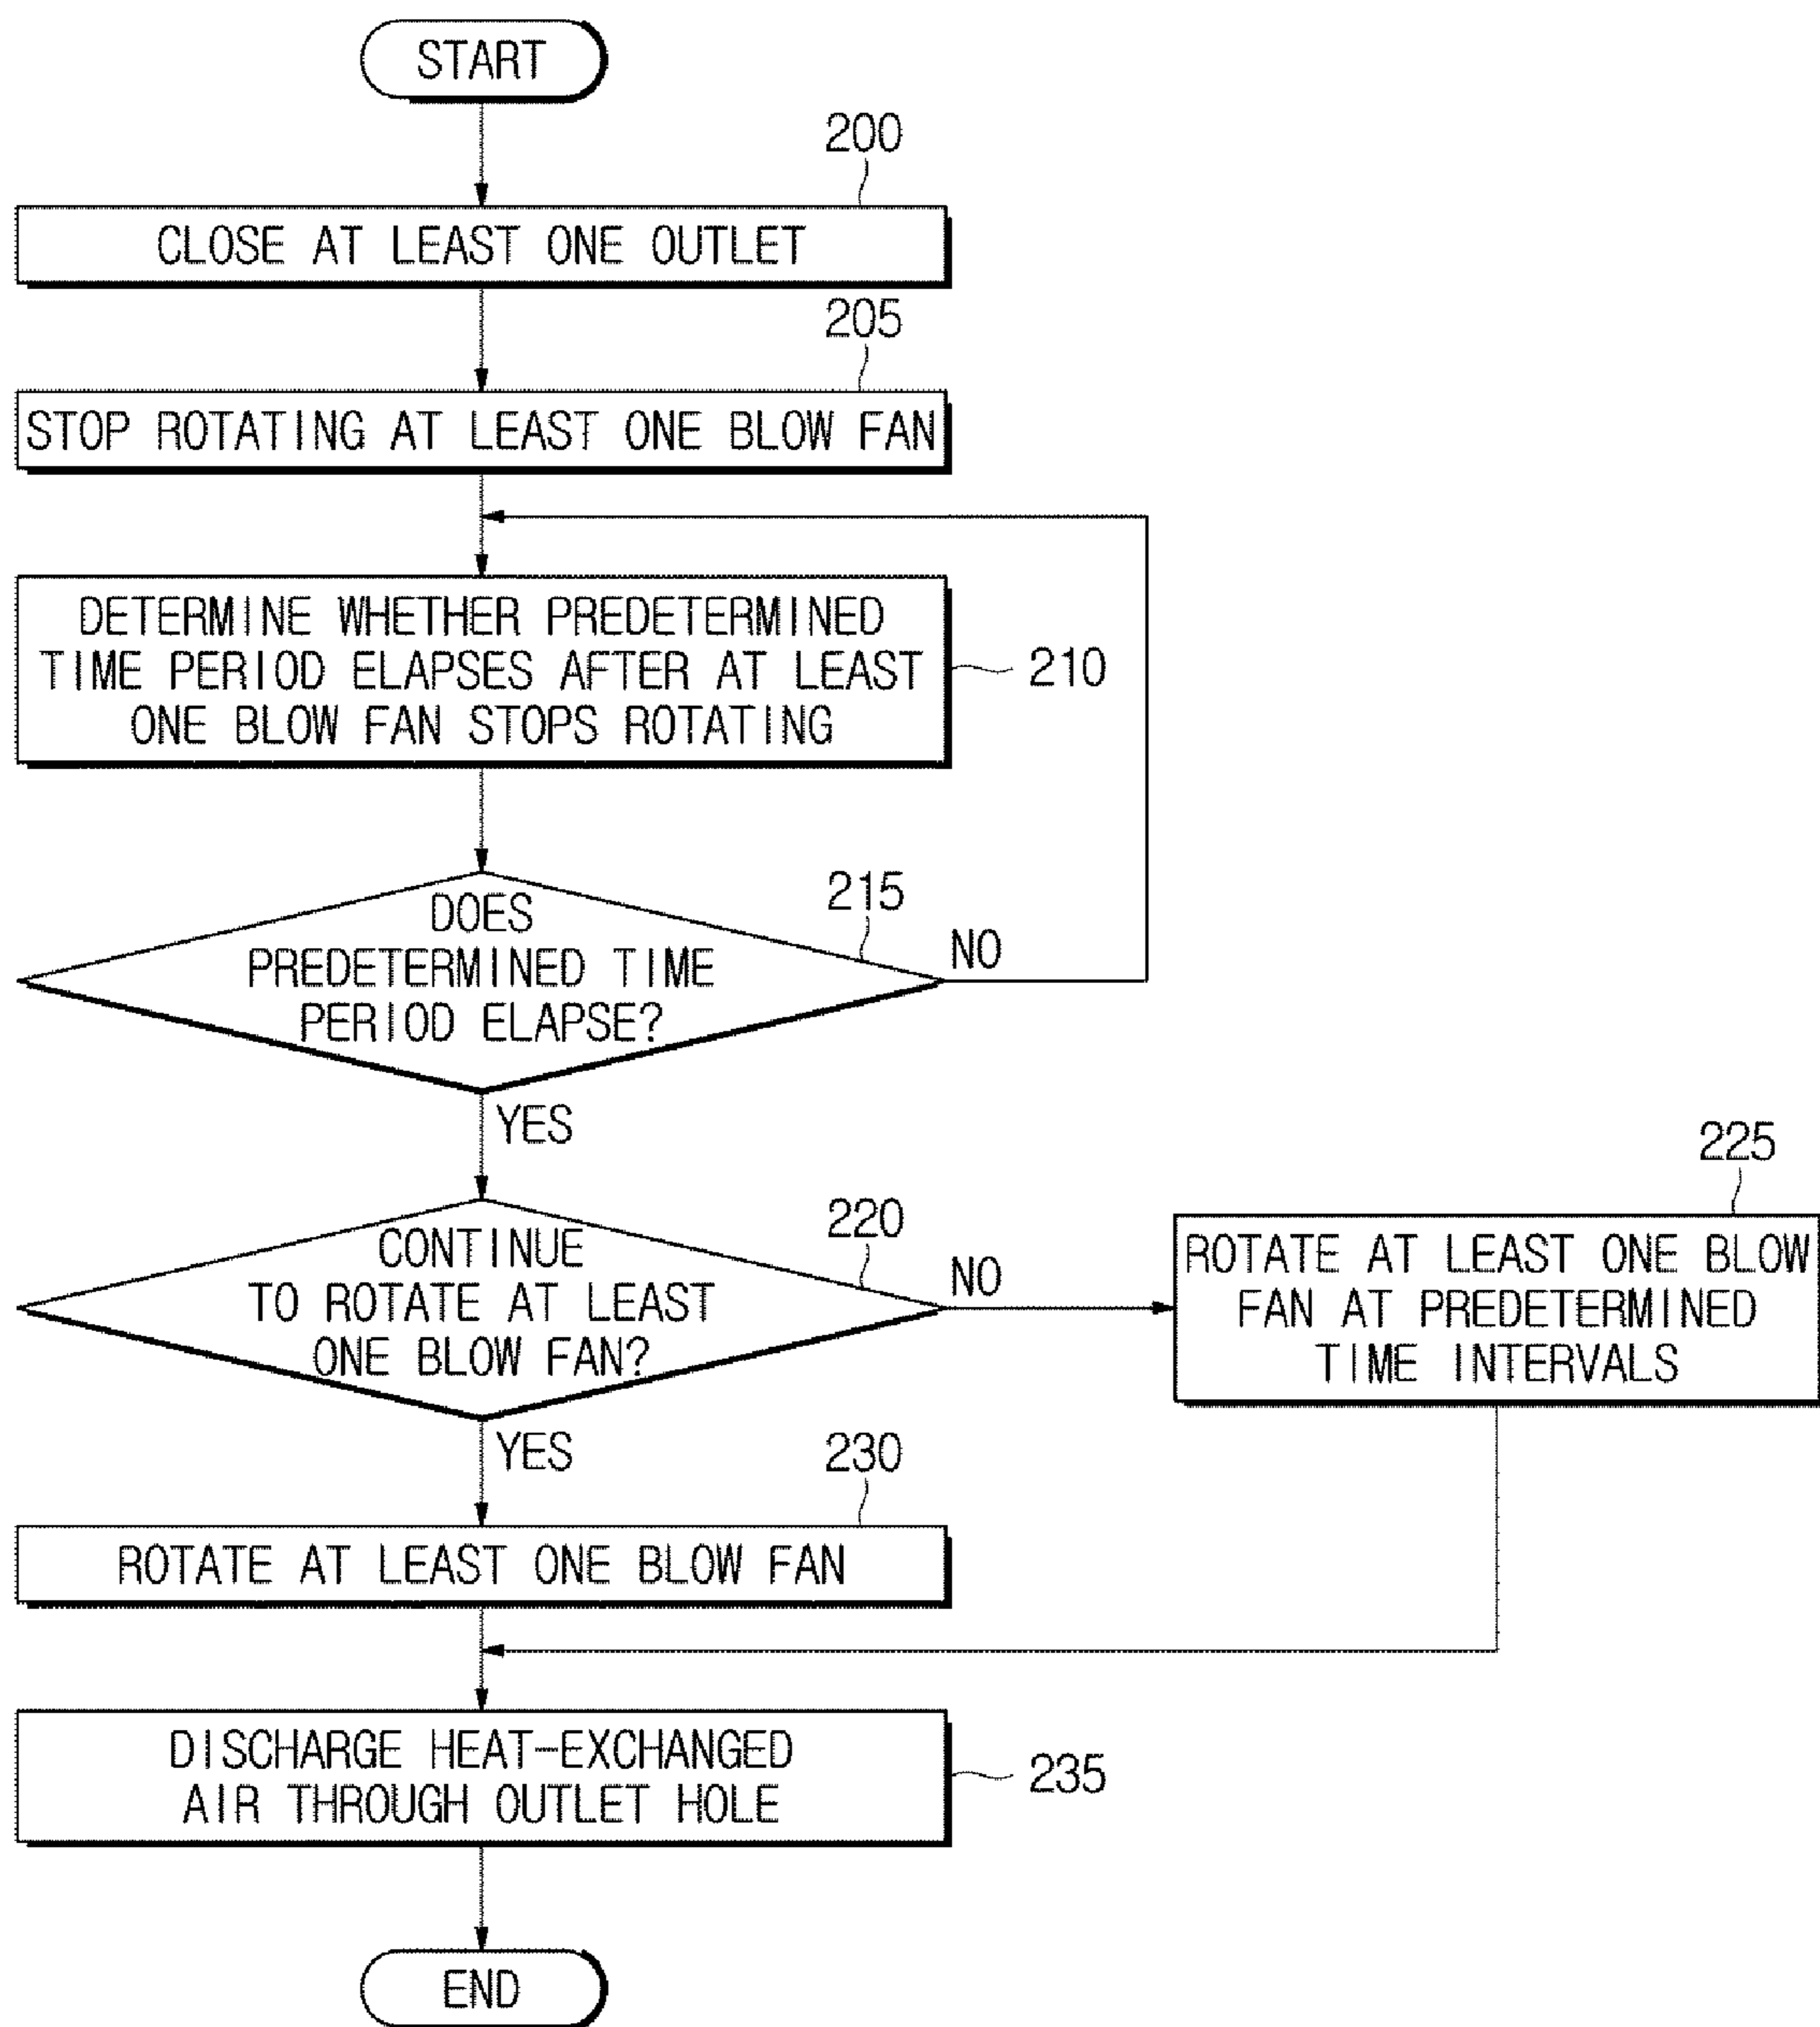 START
200
CLOSE AT LEAST ONE OUTLET
205
STOP ROTATING AT LEAST ONE BLOW FAN
DETERMINE WHETHER PREDETERMINED
TIME PERIOD ELAPSES AFTER AT LEAST
ONE BLOW FAN STOPS ROTATING
210
215
DOES
PREDETERMINED TIME
PERIOD ELAPSE?
NO
YES
220
CONTINUE
TO ROTATE AT LEAST
ONE BLOW FAN?
NO
225
ROTATE AT LEAST ONE BLOW
FAN AT PREDETERMINED
TIME INTERVALS
YES
230
ROTATE AT LEAST ONE BLOW FAN
DISCHARGE HEAT-EXCHANGED
AIR THROUGH OUTLET HOLE
235
END